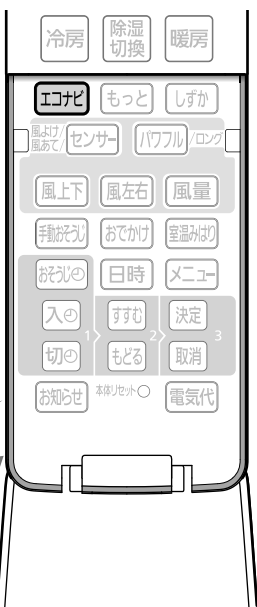 冷房 除湿切換 暖房
エコナビ もっと しずか
風よけ/風あて/ センサー パワフル /ロング
風上下 風左右 風量
手動おそうじ おでかけ 室温みはり
おそうじ 日時 メニュー
入 1 すすむ 2 決定 3
切 もどる 取消
お知らせ 本体リセット 電気代